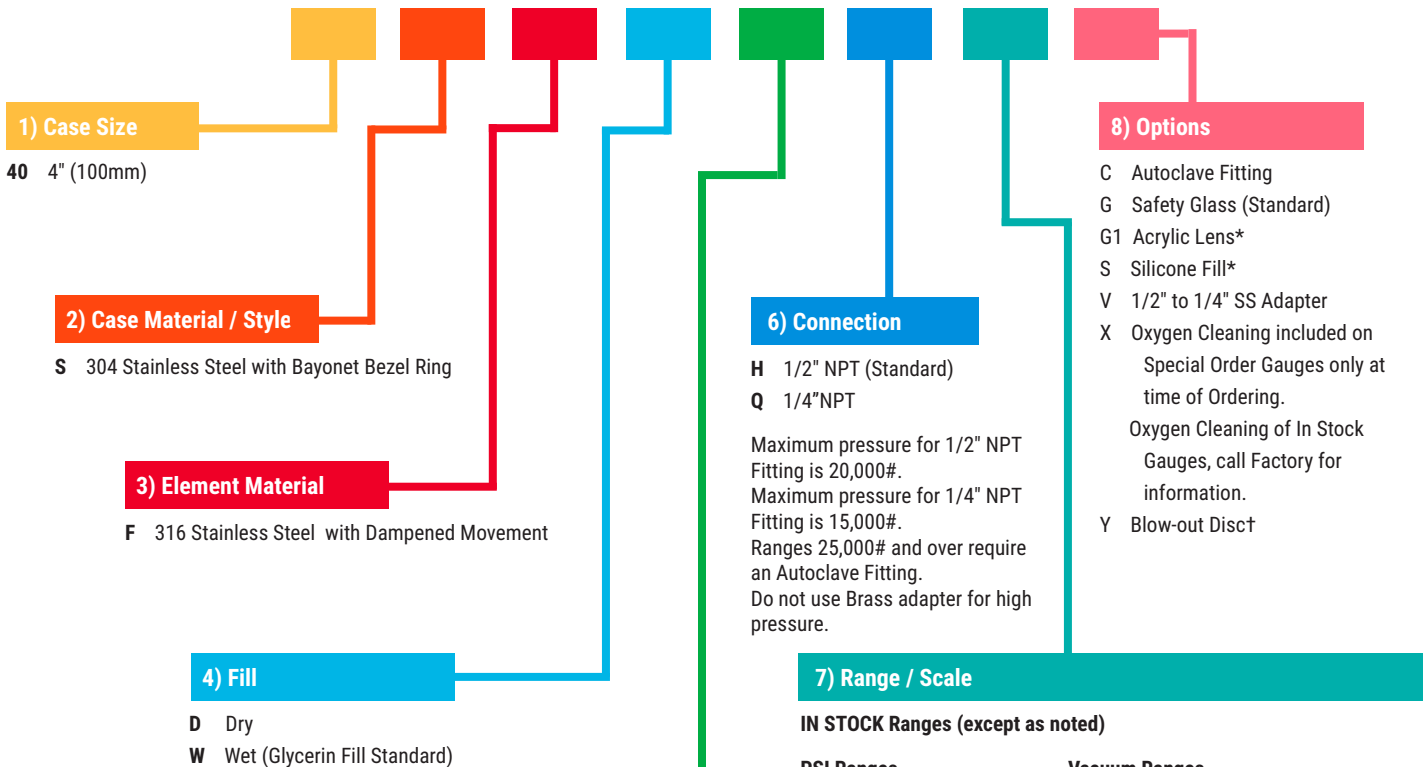 1) Case Size
40 4" (100mm)
2) Case Material / Style
S 304 Stainless Steel with Bayonet Bezel Ring
3) Element Material
F 316 Stainless Steel with Dampened Movement
4) Fill
D Dry
W Wet (Glycerin Fill Standard)
6) Connection
H 1/2" NPT (Standard)
Q 1/4"NPT
Maximum pressure for 1/2" NPT
Fitting is 20,000#.
Maximum pressure for 1/4" NPT
Fitting is 15,000#.
Ranges 25,000# and over require
an Autoclave Fitting.
Do not use Brass adapter for high
pressure.
8) Options
C Autoclave Fitting
G Safety Glass (Standard)
G1 Acrylic Lens*
S Silicone Fill*
V 1/2" to 1/4" SS Adapter
X Oxygen Cleaning included on
Special Order Gauges only at
time of Ordering.
Oxygen Cleaning of In Stock
Gauges, call Factory for
information.
Y Blow-out Disc†
7) Range / Scale
IN STOCK Ranges (except as noted)
PSI Ranges Vacuum Ranges